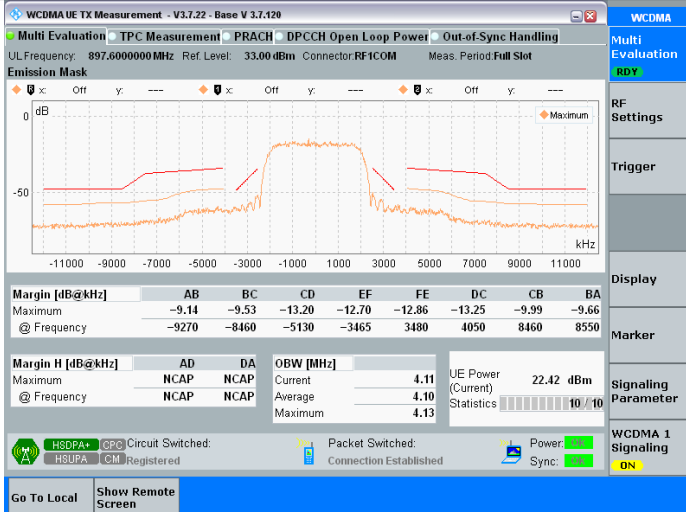 WCDMA UE TX Measurement - V3.7.22 - Base V 3.7.120
WCDMA
Multi Evaluation TPC Measurement PRACH DPCCH Open Loop Power Out-of-Sync Handling
Multi
Evaluation
RDY
UL Frequency: 897.6000000 MHz Ref. Level: 33.00 dBm Connector:RF1COM Meas. Period:Full Slot
Emission Mask
x: Off y: --- x: Off y: --- 2 x: Off y: ---
RF
Settings
dB
Maximum
0
-50
kHz
-11000 -9000 -7000 -5000 -3000 -1000 1000 3000 5000 7000 9000 11000
Trigger
Display
Margin [dB@kHz] AB BC CD EF FE DC CB BA
Maximum -9.14 -9.53 -13.20 -12.70 -12.86 -13.25 -9.99 -9.66
@ Frequency -9270 -8460 -5130 -3465 3480 4050 8460 8550
Marker
Margin H [dB@kHz] AD DA
Maximum NCAP NCAP
@ Frequency NCAP NCAP
OBW [MHz]
Current 4.11
Average 4.10
Maximum 4.13
UE Power
(Current) 22.42 dBm
Statistics 10 / 10
Signaling
Parameter
HSDPA+ CPC Circuit Switched: Packet Switched: Power: OK
HSUPA CM Registered Connection Established Sync: OK
WCDMA 1
Signaling
ON
Go To Local
Show Remote
Screen